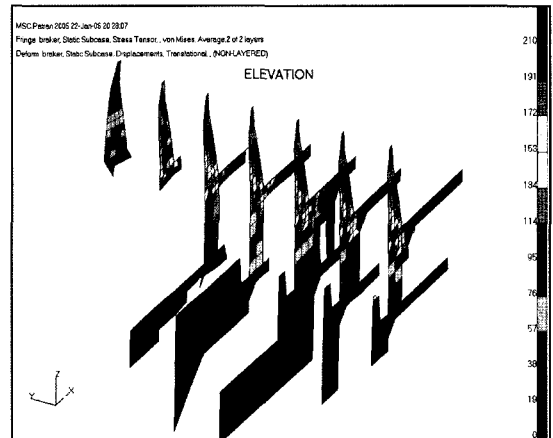 MSC.Patran 2005 22-Jan-06 20:28:07
Fringe: braker, Static Subcase, Stress Tensor, , von Mises, Average,2 of 2 layers
Deform: braker, Static Subcase, Displacements, Translational, , (NON-LAYERED)
ELEVATION
210
191
172
153
134
114
95
76
57
38
19
0
Z
Y X